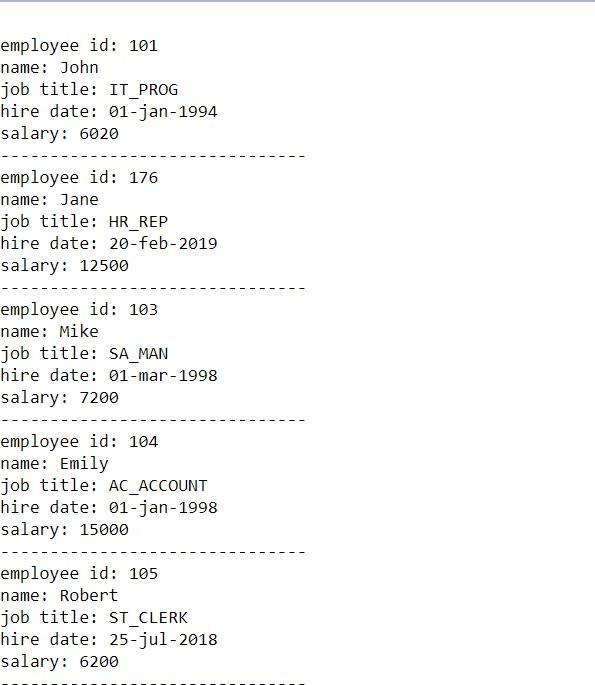 employee id: 101
name: John
job title: IT_PROG
hire date: 01-jan-1994
salary: 6020
-------------------------------
employee id: 176
name: Jane
job title: HR_REP
hire date: 20-feb-2019
salary: 12500
-------------------------------
employee id: 103
name: Mike
job title: SA_MAN
hire date: 01-mar-1998
salary: 7200
-------------------------------
employee id: 104
name: Emily
job title: AC_ACCOUNT
hire date: 01-jan-1998
salary: 15000
-------------------------------
employee id: 105
name: Robert
job title: ST_CLERK
hire date: 25-jul-2018
salary: 6200
-------------------------------